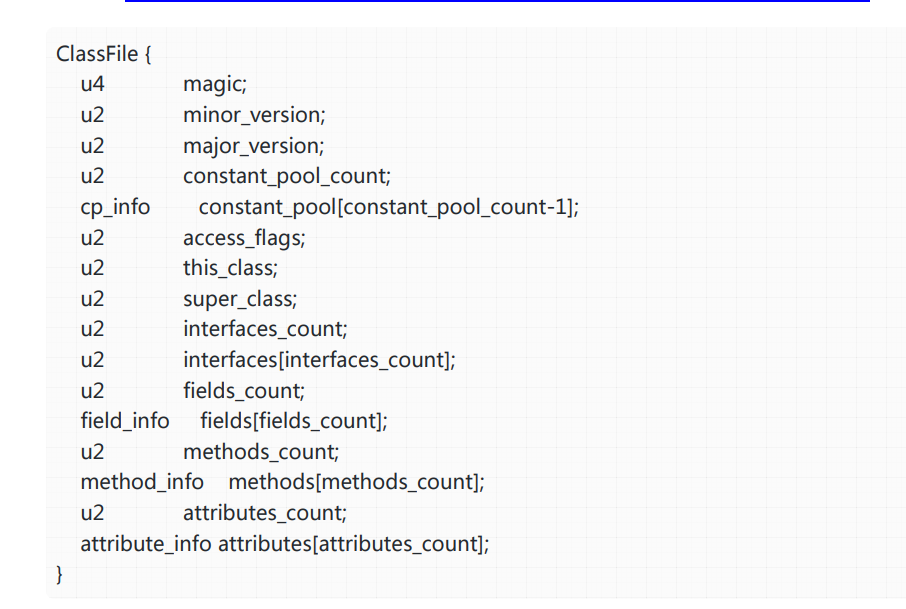 ClassFile {
u4 magic;
u2 minor_version;
u2 major_version;
u2 constant_pool_count;
cp_info constant_pool[constant_pool_count-1];
u2 access_flags;
u2 this_class;
u2 super_class;
u2 interfaces_count;
u2 interfaces[interfaces_count];
u2 fields_count;
field_info fields[fields_count];
u2 methods_count;
method_info methods[methods_count];
u2 attributes_count;
attribute_info attributes[attributes_count];
}